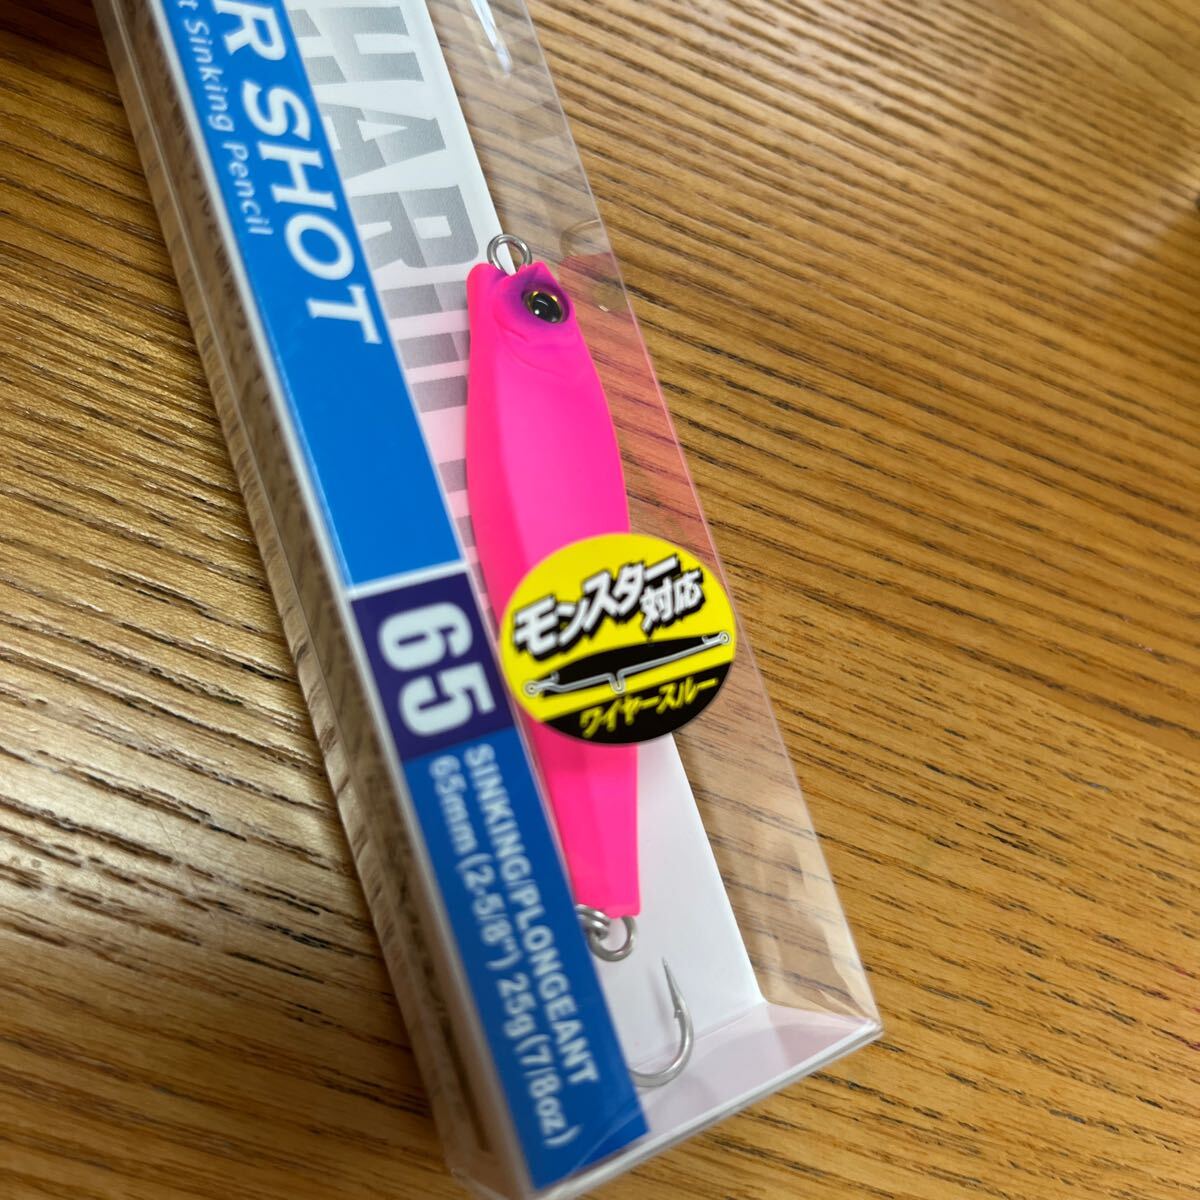 R SHOT
t Sinking Pencil
65
SINKING/PLONGEANT
65mm (2-5/8") 25g (7/8oz)
モンスター
対応
ワイヤースルー